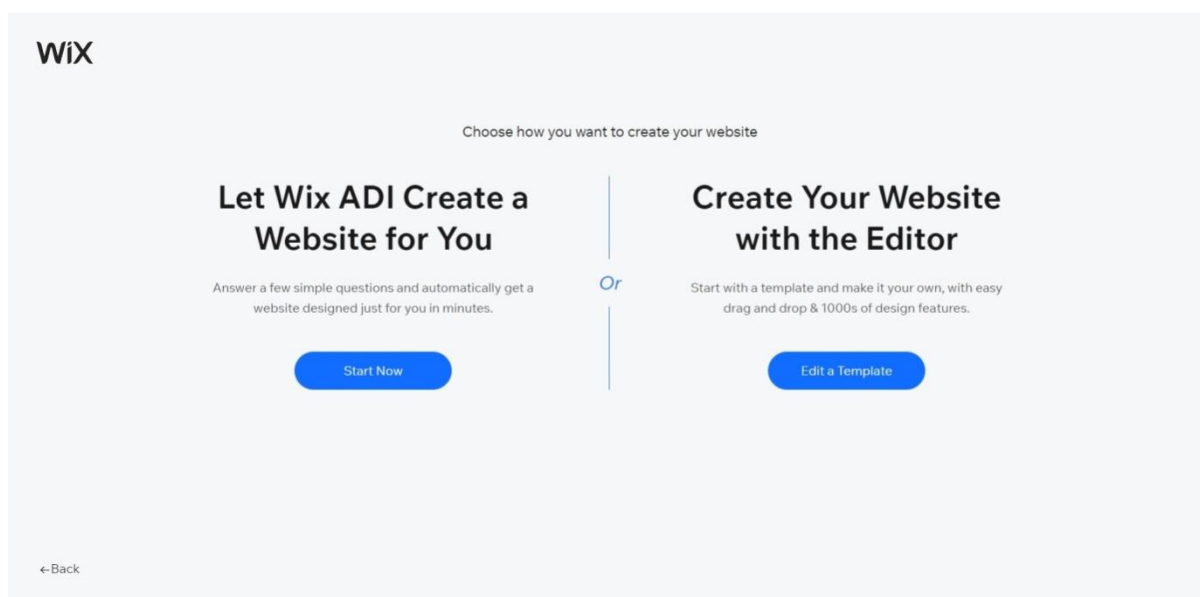 WiX
Choose how you want to create your website
Let Wix ADI Create a
Website for You
Answer a few simple questions and automatically get a
website designed just for you in minutes.
Start Now
Or
Create Your Website
with the Editor
Start with a template and make it your own, with easy
drag and drop & 1000s of design features.
Edit a Template
←Back